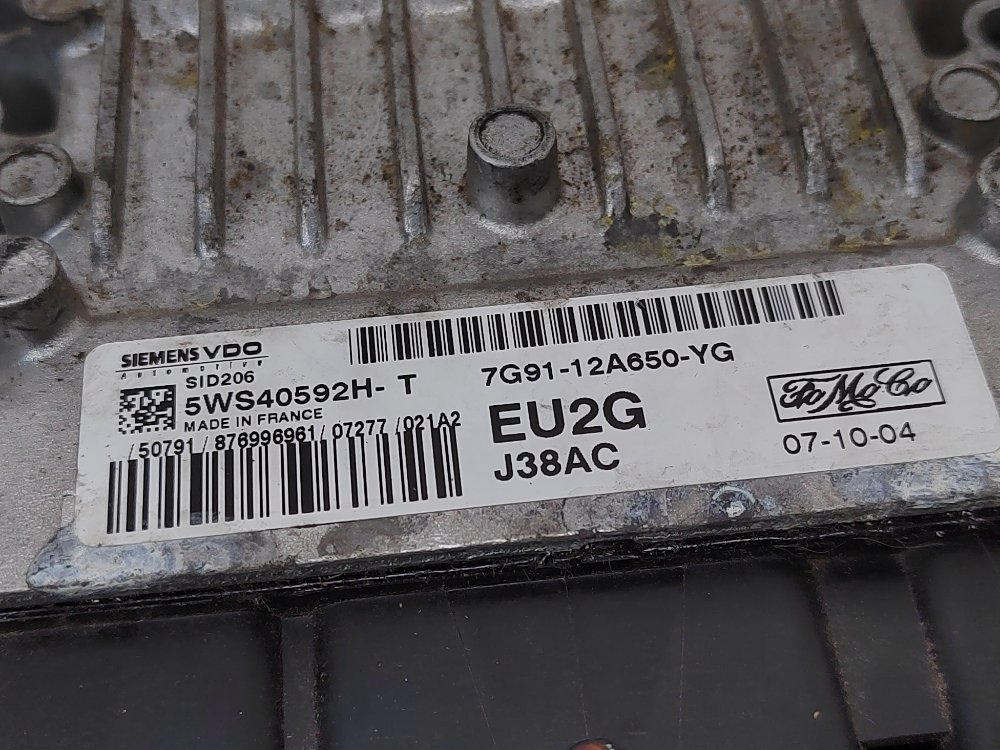 SIEMENS VDO
Automotive
SID206
5WS40592H- T
MADE IN FRANCE
/50791/876996961/07277/021A2
7G91-12A650-YG
EU2G
J38AC
FoMoCo
07-10-04